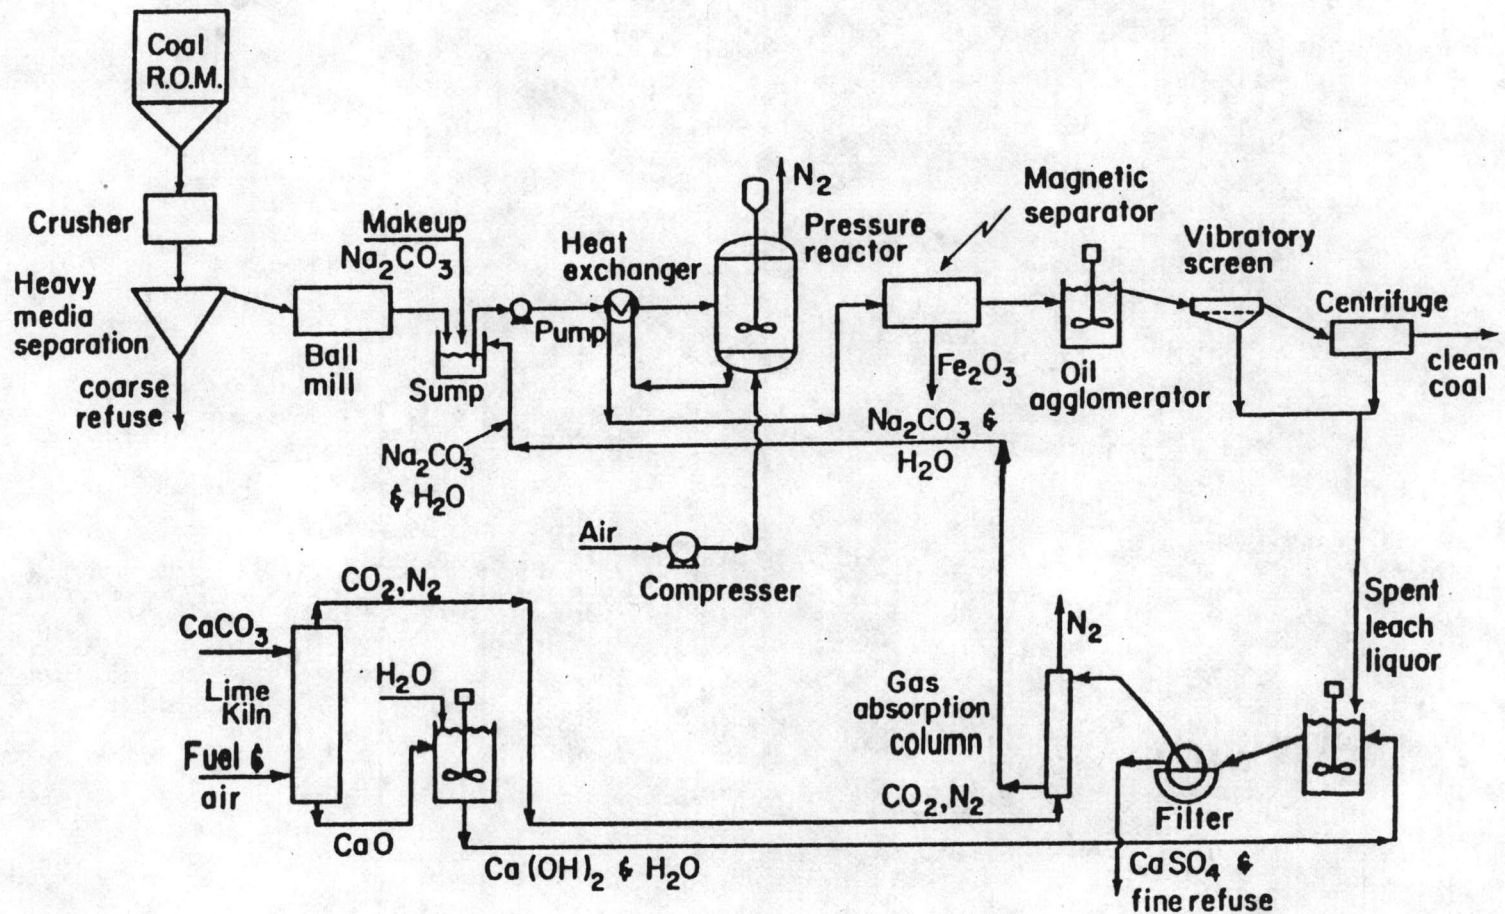 Coal
R.O.M.
Crusher
Heavy
media
separation
coarse
refuse
Ball
mill
Makeup
Na₂CO₃
Sump
Pump
Heat
exchanger
N₂
Pressure
reactor
Magnetic
separator
Fe₂O₃
Oil
agglomerator
Vibratory
screen
Centrifuge
clean
coal
Na₂CO₃
& H₂O
Na₂CO₃ &
H₂O
Air
Compresser
CO₂,N₂
CaCO₃
Lime
Kiln
Fuel &
air
CaO
H₂O
Ca(OH)₂ & H₂O
CO₂,N₂
Gas
absorption
column
N₂
Spent
leach
liquor
Filter
CaSO₄ &
fine refuse